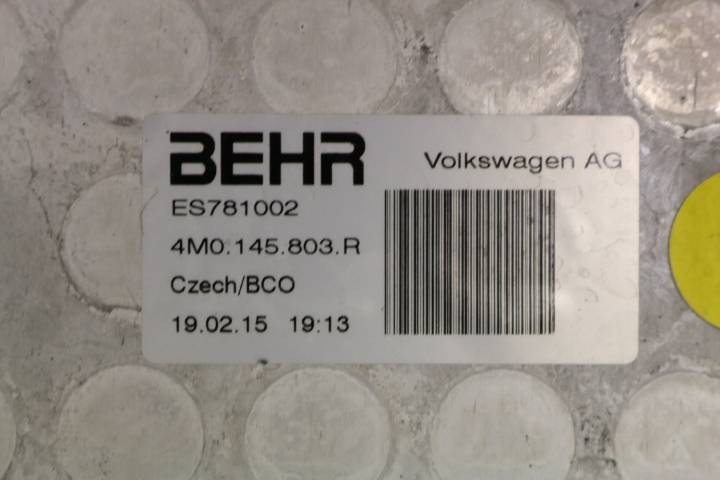 BEHR
Volkswagen AG
ES781002
4M0.145.803.R
Czech/BCO
19.02.15 19:13